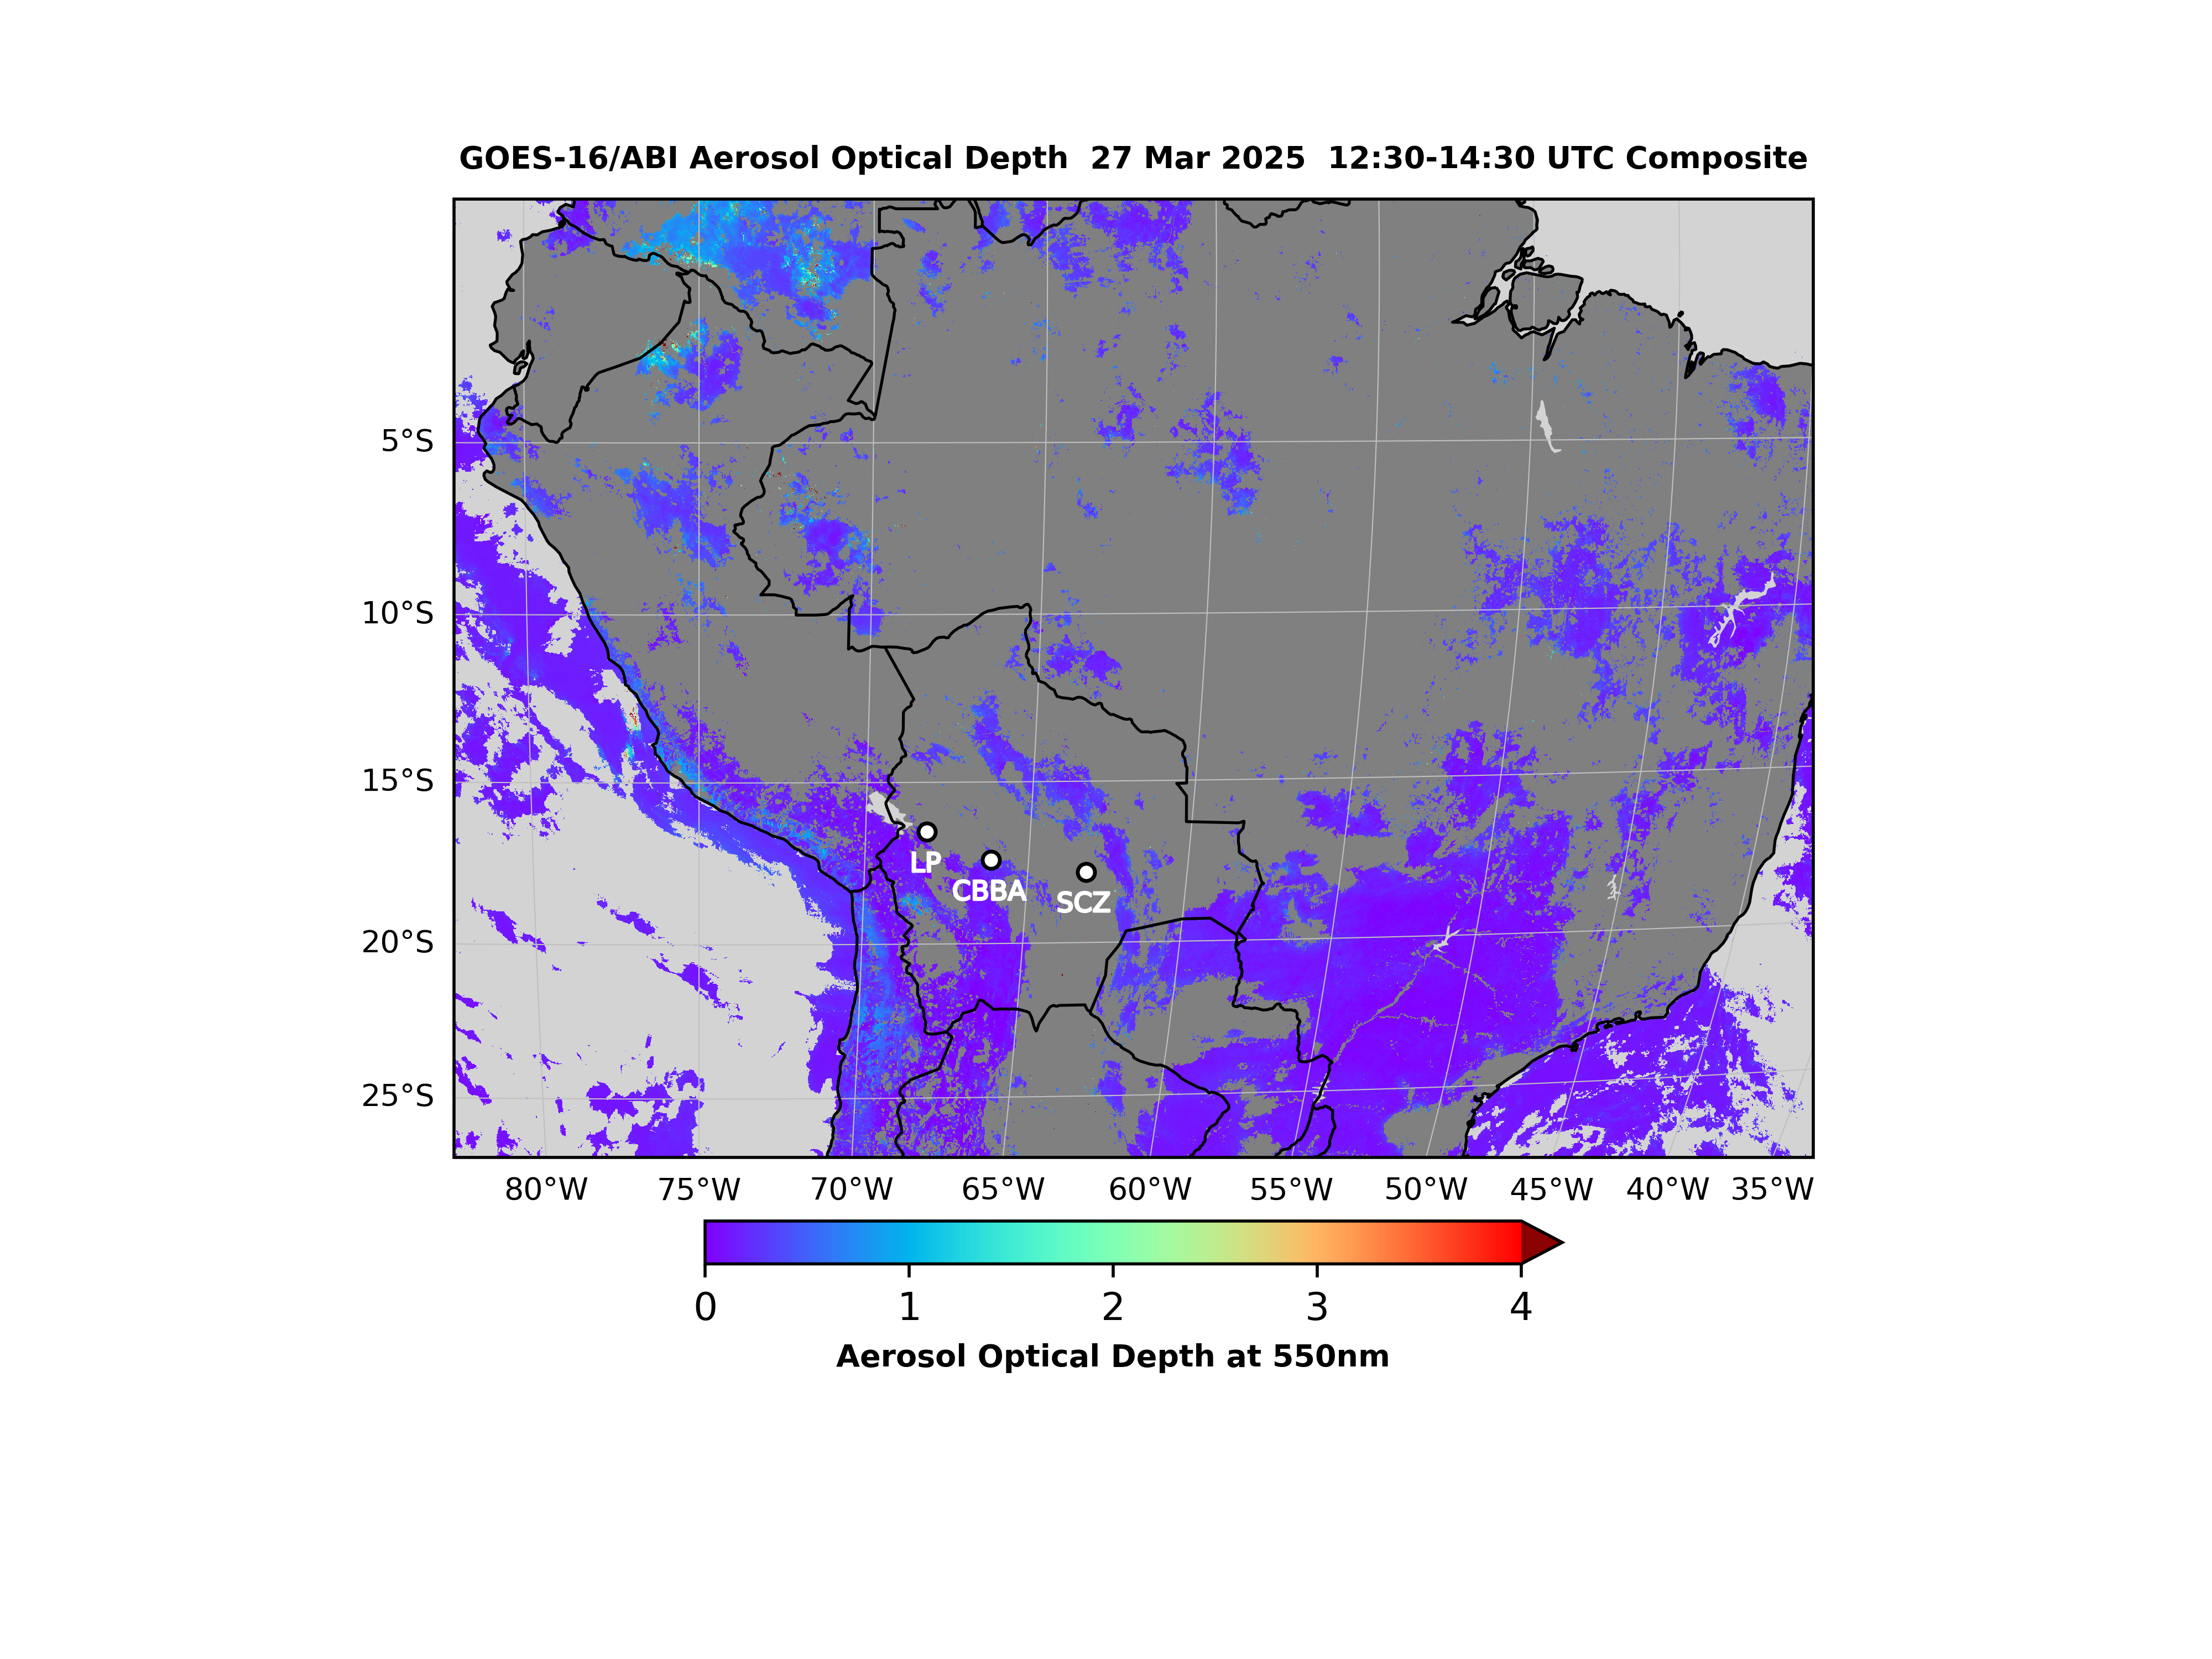 GOES-16/ABI Aerosol Optical Depth  27 Mar 2025  12:30-14:30 UTC Composite
5°S
10°S
15°S
LP
CBBA
SCZ
20°S
25°S
80°W 75°W 70°W 65°W 60°W 55°W 50°W 45°W 40°W 35°W
0 1 2 3 4
Aerosol Optical Depth at 550nm